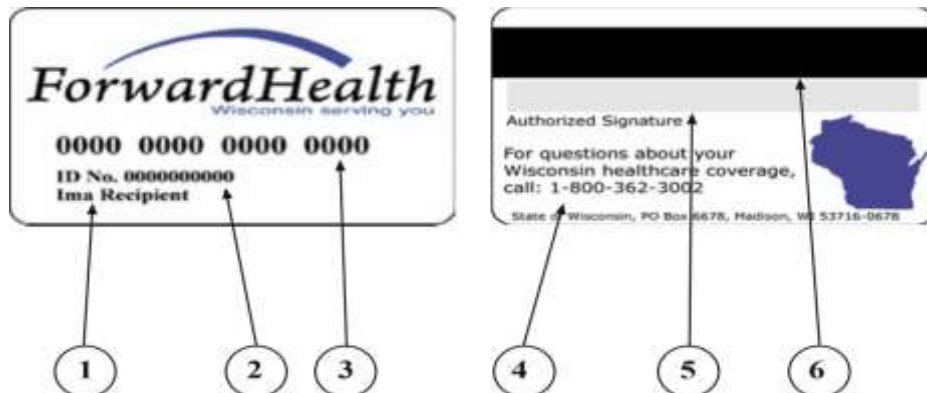 ForwardHealth
Wisconsin serving you
0000 0000 0000 0000
ID No. 0000000000
Ima Recipient
Authorized Signature
For questions about your
Wisconsin healthcare coverage,
call: 1-800-362-3002
State of Wisconsin, PO Box 6678, Madison, WI 53716-0678
1
2
3
4
5
6